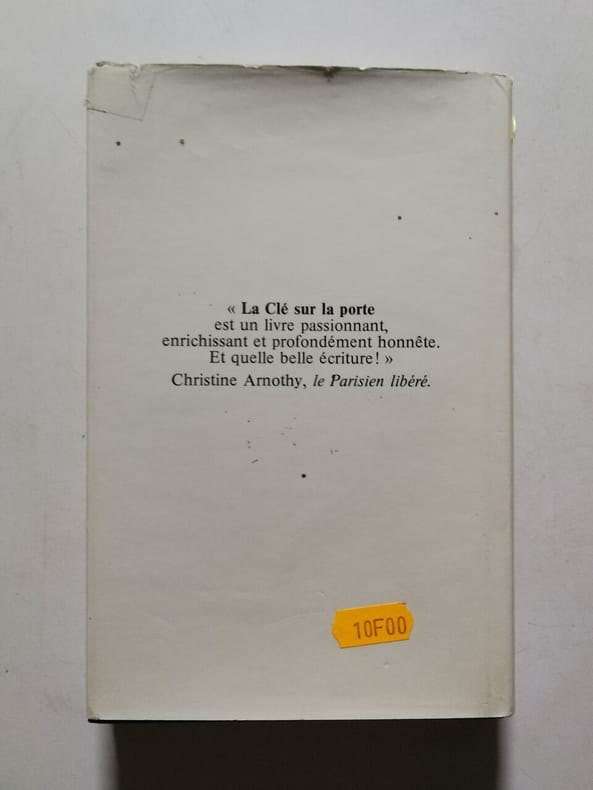 « La Clé sur la porte
est un livre passionnant,
enrichissant et profondément honnête.
Et quelle belle écriture! »
Christine Arnothy, le Parisien libéré.
10F00